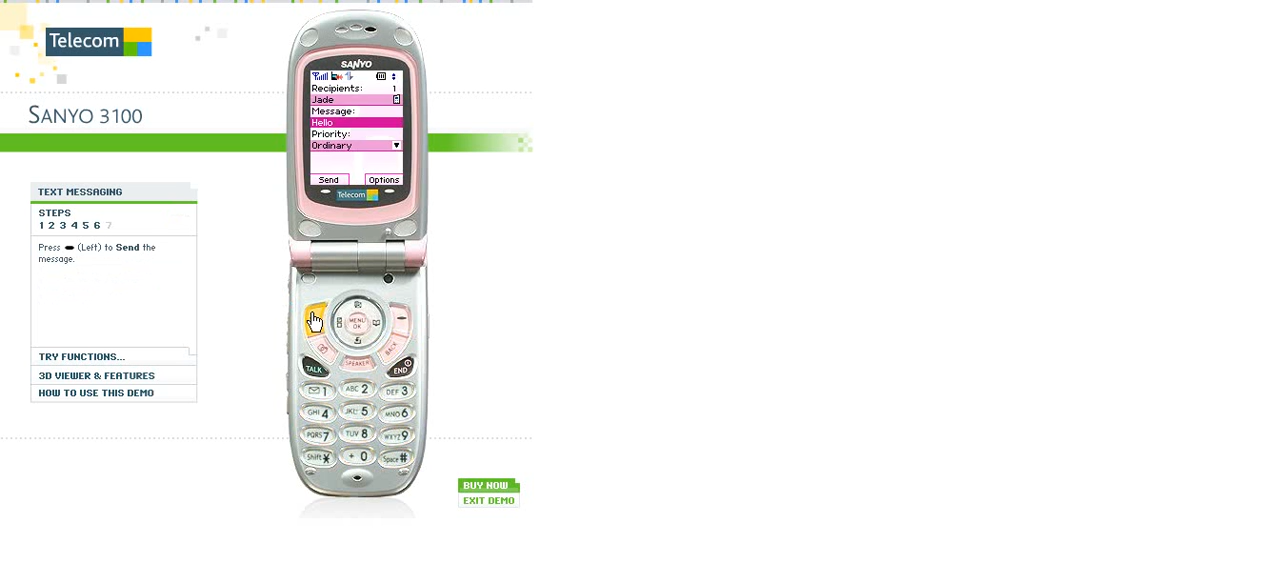 Telecom
SANYO 3100
TEXT MESSAGING
STEPS
1 2 3 4 5 6 7
Press (Left) to Send the
message.
TRY FUNCTIONS...
3D VIEWER & FEATURES
HOW TO USE THIS DEMO
SANYO
Recipients: 1
Jade
Message:
Hello
Priority:
Ordinary
Send Options
Telecom
MENU
OK
BACK
SPEAKER
TALK
END
1
ABC 2
DEF 3
GHI 4
JKL 5
MNO 6
PQRS 7
TUV 8
WXYZ 9
Shift *
+ 0
Space #
BUY NOW
EXIT DEMO